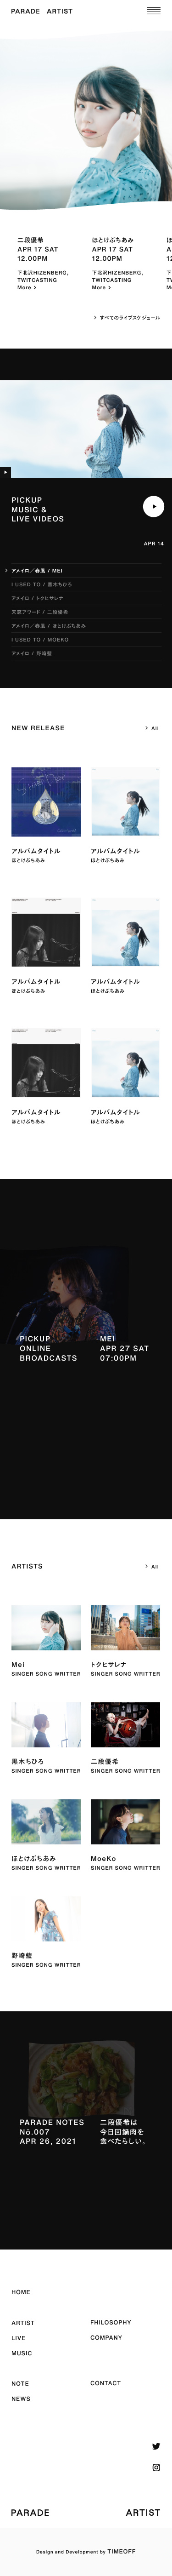 PARADE ARTIST
二段優希
APR 17 SAT
12.00PM
下北沢HIZENBERG,
TWITCASTING
More >
ほとけぶちあみ
APR 17 SAT
12.00PM
下北沢HIZENBERG,
TWITCASTING
More >
> すべてのライブスケジュール
PICKUP
MUSIC &
LIVE VIDEOS
APR 14
> アメイロ／春風 / MEI
I USED TO / 黒木ちひろ
アメイロ / トクヒサレナ
天罰アワード / 二段優希
アメイロ／春風 / ほとけぶちあみ
I USED TO / MOEKO
アメイロ / 野崎藍
NEW RELEASE
> All
アルバムタイトル
ほとけぶちあみ
アルバムタイトル
ほとけぶちあみ
アルバムタイトル
ほとけぶちあみ
アルバムタイトル
ほとけぶちあみ
アルバムタイトル
ほとけぶちあみ
アルバムタイトル
ほとけぶちあみ
PICKUP
ONLINE
BROADCASTS
MEI
APR 27 SAT
07:00PM
ARTISTS
> All
Mei
SINGER SONG WRITTER
トクヒサレナ
SINGER SONG WRITTER
黒木ちひろ
SINGER SONG WRITTER
二段優希
SINGER SONG WRITTER
ほとけぶちあみ
SINGER SONG WRITTER
MoeKo
SINGER SONG WRITTER
野崎藍
SINGER SONG WRITTER
PARADE NOTES
No.007
APR 26, 2021
二段優希は
今日回鍋肉を
食べたらしい。
HOME
ARTIST
LIVE
MUSIC
FHILOSOPHY
COMPANY
NOTE
NEWS
CONTACT
PARADE ARTIST
Design and Development by TIMEOFF